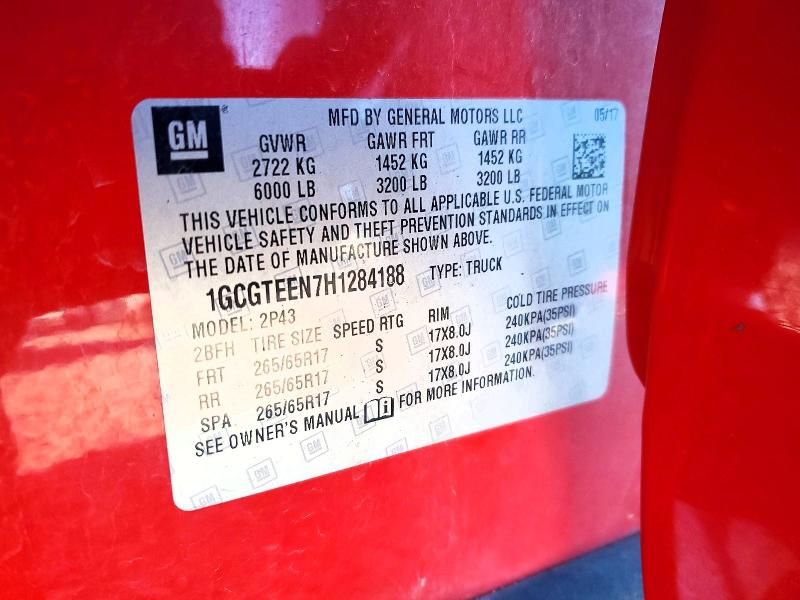 GM
MFD BY GENERAL MOTORS LLC 05/17
GVWR GAWR FRT GAWR RR
2722 KG 1452 KG 1452 KG
6000 LB 3200 LB 3200 LB
THIS VEHICLE CONFORMS TO ALL APPLICABLE U.S. FEDERAL MOTOR
VEHICLE SAFETY AND THEFT PREVENTION STANDARDS IN EFFECT ON
THE DATE OF MANUFACTURE SHOWN ABOVE.
1GCGTEEN7H1284188 TYPE: TRUCK
MODEL: 2P43
2BFH TIRE SIZE SPEED RTG RIM COLD TIRE PRESSURE
FRT 265/65R17 S 17X8.0J 240KPA(35PSI)
RR 265/65R17 S 17X8.0J 240KPA(35PSI)
SPA 265/65R17 S 17X8.0J 240KPA(35PSI)
SEE OWNER'S MANUAL FOR MORE INFORMATION.